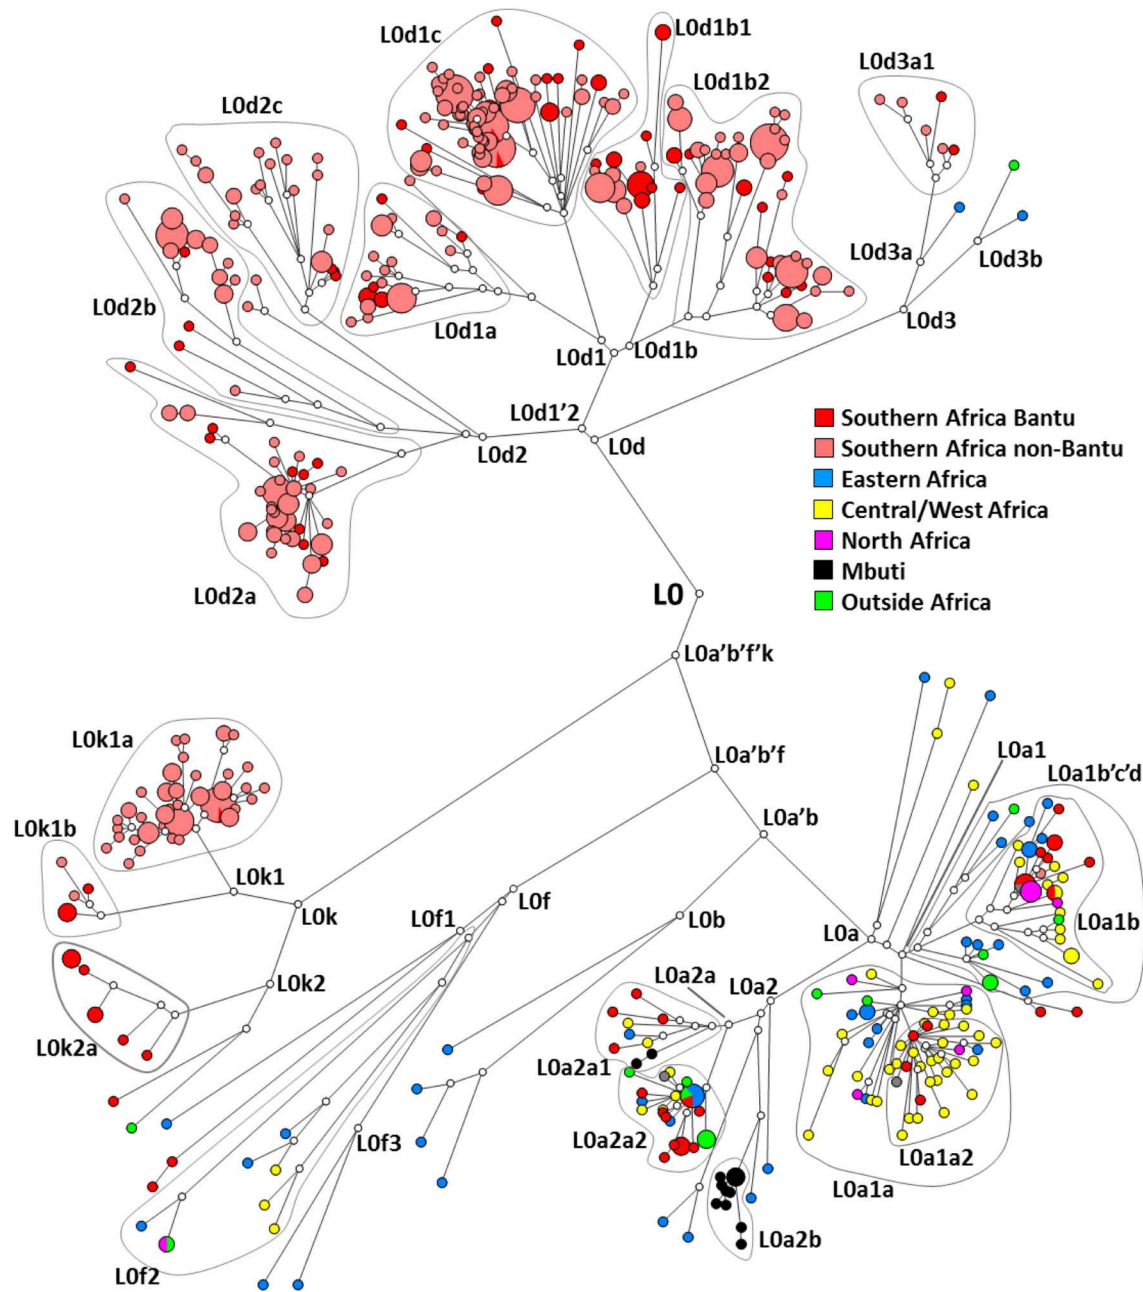 L0d1c
L0d1b1
L0d3a1
L0d1b2
L0d2c
L0d2b
L0d1a
L0d3a
L0d3b
L0d3
L0d1
L0d1b
L0d1'2
L0d2
L0d
L0d2a
Southern Africa Bantu
Southern Africa non-Bantu
Eastern Africa
Central/West Africa
North Africa
Mbuti
Outside Africa
L0
L0a'b'f'k
L0k1a
L0a'b'f
L0a1
L0a1b'c'd
L0k1b
L0a'b
L0k1
L0k
L0f1
L0f
L0b
L0a
L0a1b
L0k2
L0a2a
L0a2
L0k2a
L0a2a1
L0f3
L0a2a2
L0a1a2
L0a1a
L0a2b
L0f2